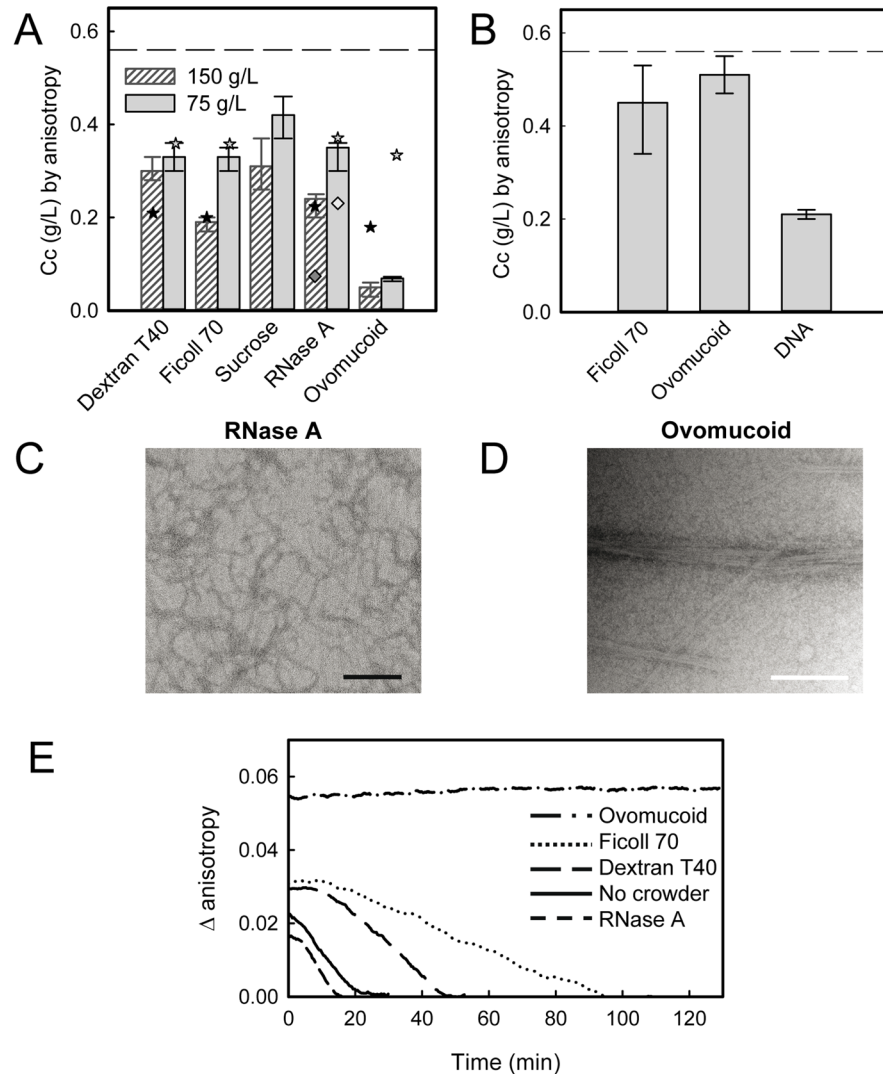 A
Cc (g/L) by anisotropy
0.6
0.4
0.2
0.0
150 g/L
75 g/L
Dextran T40
Ficoll 70
Sucrose
RNase A
Ovomucoid
B
Cc (g/L) by anisotropy
0.6
0.4
0.2
0.0
Ficoll 70
Ovomucoid
DNA
C
RNase A
D
Ovomucoid
E
Δ anisotropy
0.06
0.04
0.02
0.00
Ovomucoid
Ficoll 70
Dextran T40
No crowder
RNase A
0 20 40 60 80 100 120
Time (min)